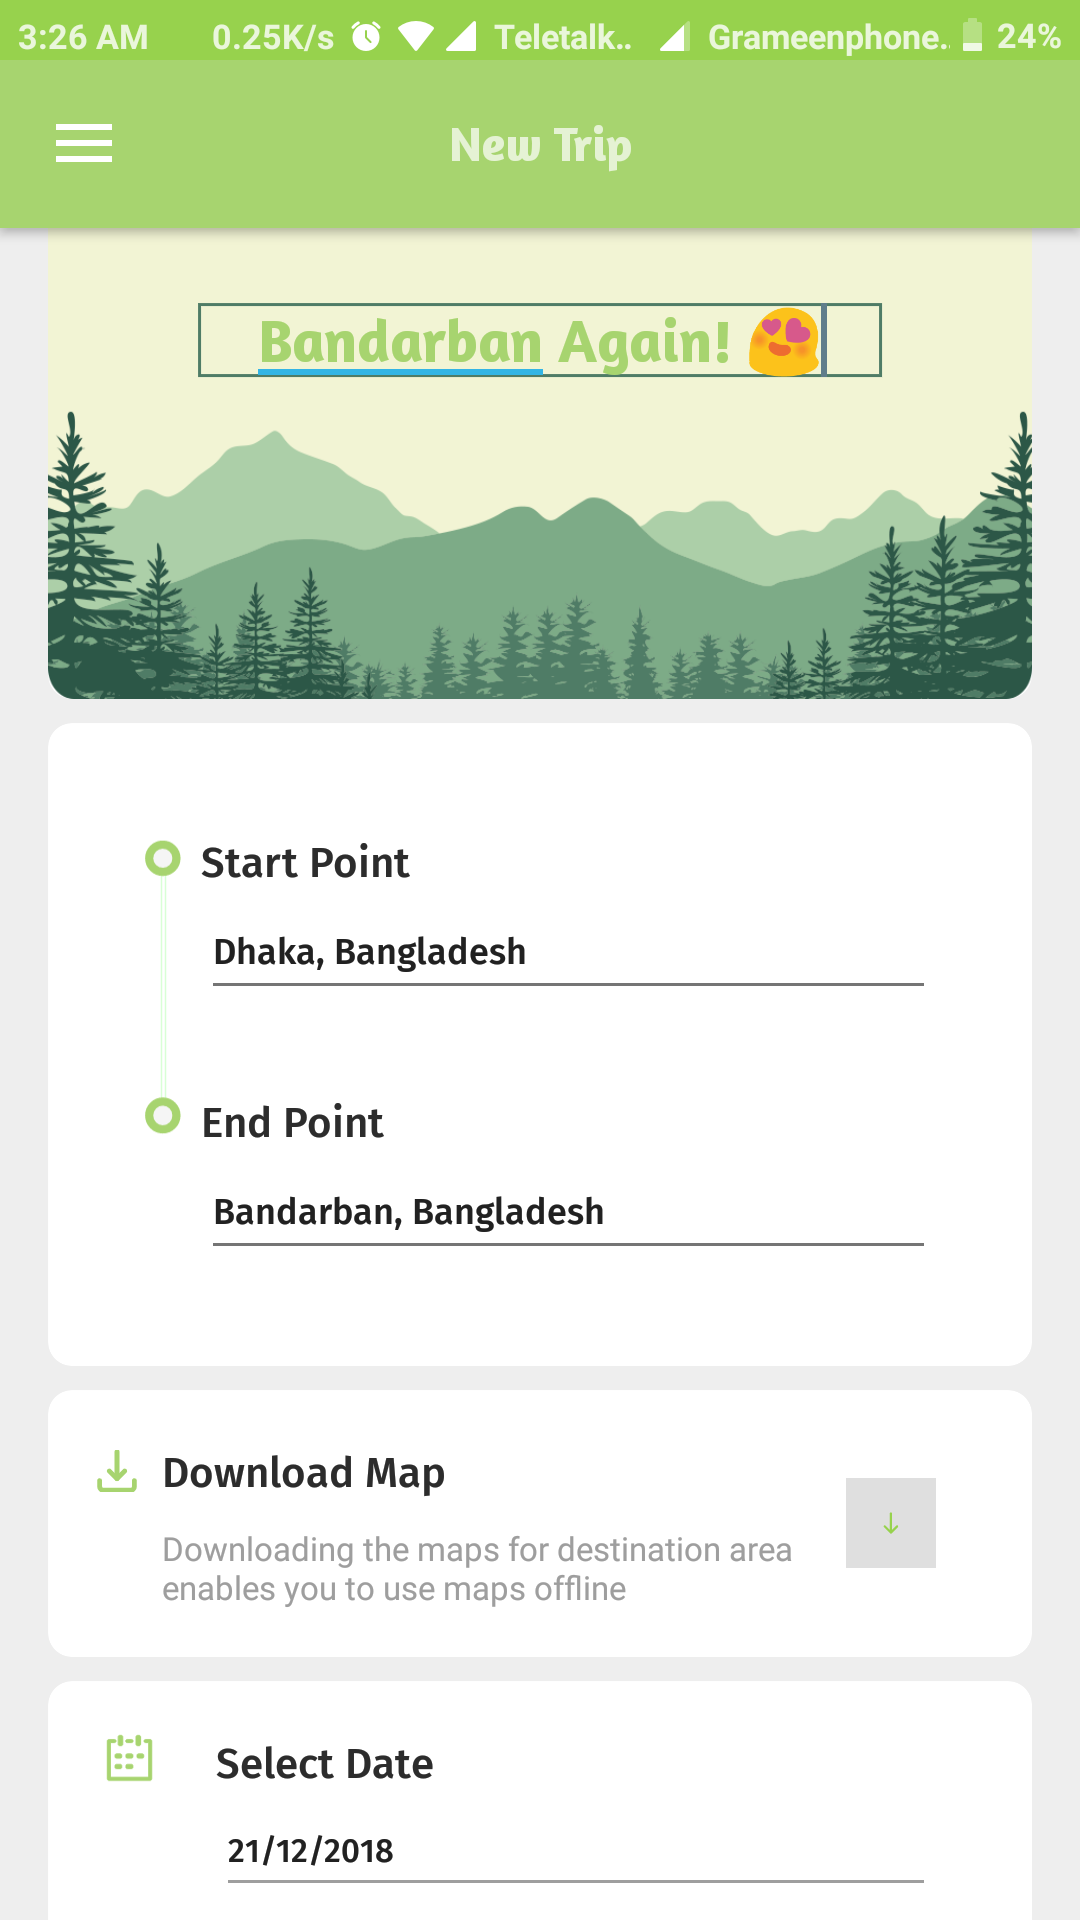 3:26 AM 0.25K/s Teletalk.. Grameenphone.. 24%
New Trip
Bandarban Again! 😍
Start Point
Dhaka, Bangladesh
End Point
Bandarban, Bangladesh
Download Map
Downloading the maps for destination area
enables you to use maps offline
Select Date
21/12/2018